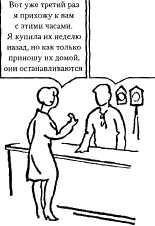 Вот уже третий раз
я прихожу к вам
с этими часами.
Я купила их неделю
назад, но как только
приношу их домой,
они останавливаются